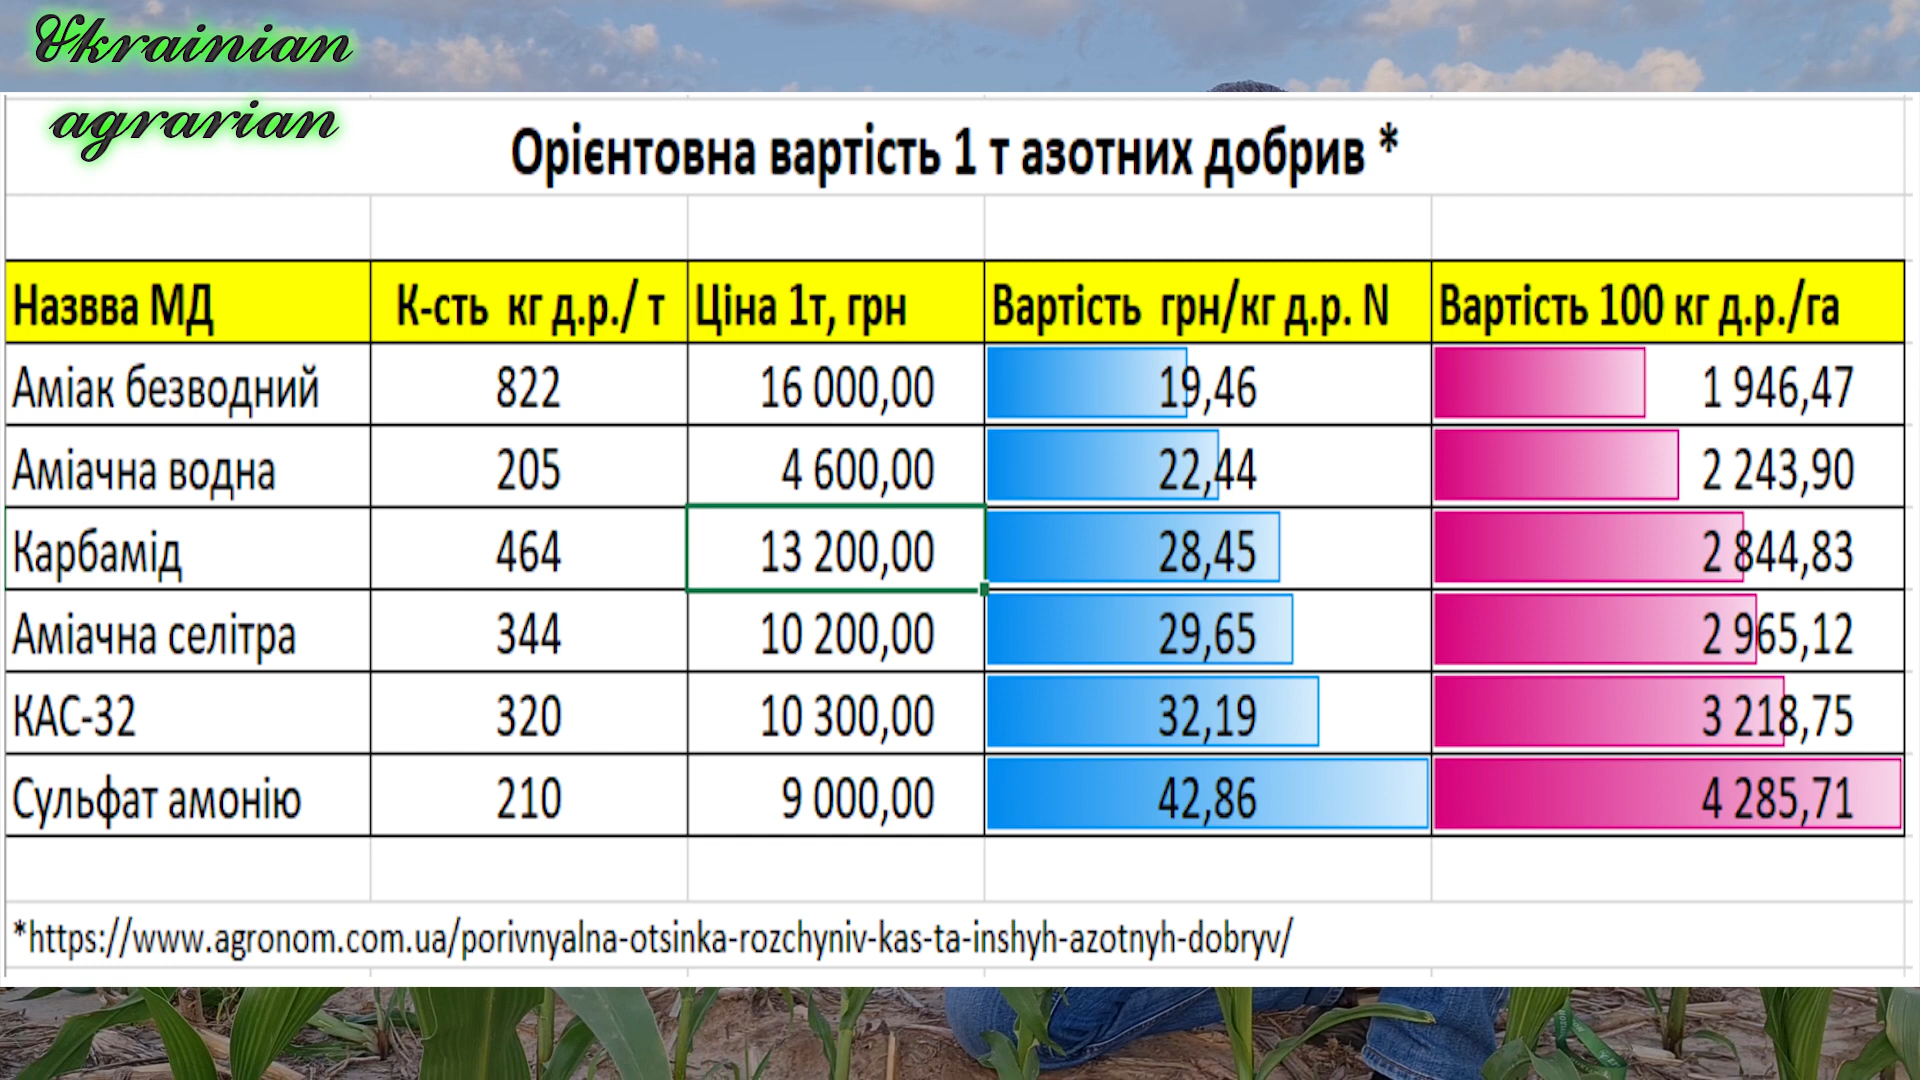 Ukrainian
agrarian
Орієнтовна вартість 1 т азотних добрив *
Назвва МД К-сть кг д.р./ т Ціна 1т, грн Вартість грн/кг д.р. N Вартість 100 кг д.р./га
Аміак безводний 822 16 000,00 19,46 1 946,47
Аміачна водна 205 4 600,00 22,44 2 243,90
Карбамід 464 13 200,00 28,45 2 844,83
Аміачна селітра 344 10 200,00 29,65 2 965,12
КАС-32 320 10 300,00 32,19 3 218,75
Сульфат амонію 210 9 000,00 42,86 4 285,71
*https://www.agronom.com.ua/porivnyalna-otsinka-rozchyniv-kas-ta-inshyh-azotnyh-dobryv/